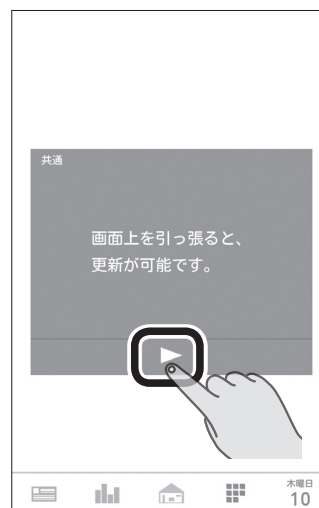 共通
画面上を引っ張ると、
更新が可能です。
木曜日
10